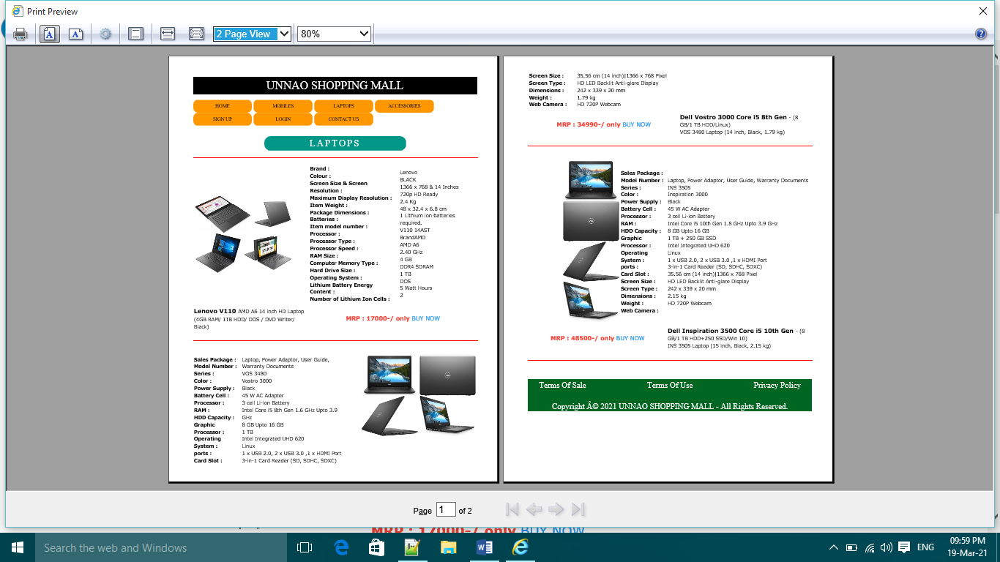 Print Preview
2 Page View 80%
UNNAO SHOPPING MALL
HOME MOBILES LAPTOPS ACCESSORIES
SIGN UP LOGIN CONTACT US
LAPTOPS
Brand :
Colour :
Screen Size & Screen
Resolution :
Maximum Display Resolution :
Item Weight :
Package Dimensions :
Batteries :
Item model number :
Processor :
Processor Type :
Processor Speed :
RAM Size :
Computer Memory Type :
Hard Drive Size :
Operating System :
Lithium Battery Energy
Content :
Number of Lithium Ion Cells :
Lenovo
BLACK
1366 x 768 & 14 Inches
720p HD Ready
2.4 Kg
48 x 32.4 x 6.8 cm
1 Lithium ion batteries
required.
V110 14AST
BrandAMD
AMD A6
2.40 GHz
4 GB
DDR4 SDRAM
1 TB
DOS
5 Watt Hours
2
Lenovo V110 AMD A6 14 inch HD Laptop
(4GB RAM/ 1TB HDD/ DOS / DVD Writer/
Black)
MRP : 17000-/ only BUY NOW
Sales Package :
Model Number :
Series :
Color :
Power Supply :
Battery Cell :
Processor :
RAM :
HDD Capacity :
Graphic
Processor :
Operating
System :
ports :
Card Slot :
Laptop, Power Adaptor, User Guide,
Warranty Documents
VOS 3480
Vostro 3000
Black
45 W AC Adapter
3 cell Li-ion Battery
Intel Core i5 8th Gen 1.6 GHz Upto 3.9
GHz
8 GB Upto 16 GB
1 TB
Intel Integrated UHD 620
Linux
1 x USB 2.0, 2 x USB 3.0 ,1 x HDMI Port
3-in-1 Card Reader (SD, SDHC, SDXC)
Screen Size : 35.56 cm (14 inch)|1366 x 768 Pixel
Screen Type : HD LED Backlit Anti-glare Display
Dimensions : 242 x 339 x 20 mm
Weight : 1.79 kg
Web Camera : HD 720P Webcam
MRP : 34990-/ only BUY NOW
Dell Vostro 3000 Core i5 8th Gen - (8
GB/1 TB HDD/Linux)
VOS 3480 Laptop (14 inch, Black, 1.79 kg)
Sales Package :
Model Number :
Series :
Color :
Power Supply :
Battery Cell :
Processor :
RAM :
HDD Capacity :
Graphic
Processor :
Operating
System :
ports :
Card Slot :
Screen Size :
Screen Type :
Dimensions :
Weight :
Web Camera :
Laptop, Power Adaptor, User Guide, Warranty Documents
INS 3505
Inspiration 3000
Black
45 W AC Adapter
3 cell Li-ion Battery
Intel Core i5 10th Gen 1.8 GHz Upto 3.9 GHz
8 GB Upto 16 GB
1 TB + 250 GB SSD
Intel Integrated UHD 620
Linux
1 x USB 2.0, 2 x USB 3.0 ,1 x HDMI Port
3-in-1 Card Reader (SD, SDHC, SDXC)
35.56 cm (14 inch)|1366 x 768 Pixel
HD LED Backlit Anti-glare Display
242 x 339 x 20 mm
2.15 kg
HD 720P Webcam
MRP : 48500-/ only BUY NOW
Dell Inspiration 3500 Core i5 10th Gen - (8
GB/1 TB HDD+250 SSD/Win 10)
INS 3505 Laptop (15 inch, Black, 2.15 kg)
Terms Of Sale Terms Of Use Privacy Policy
Copyright Â© 2021 UNNAO SHOPPING MALL - All Rights Reserved.
Page 1 of 2
MRP : 17000-/ only BUY NOW
Search the web and Windows
ENG
09:59 PM
19-Mar-21